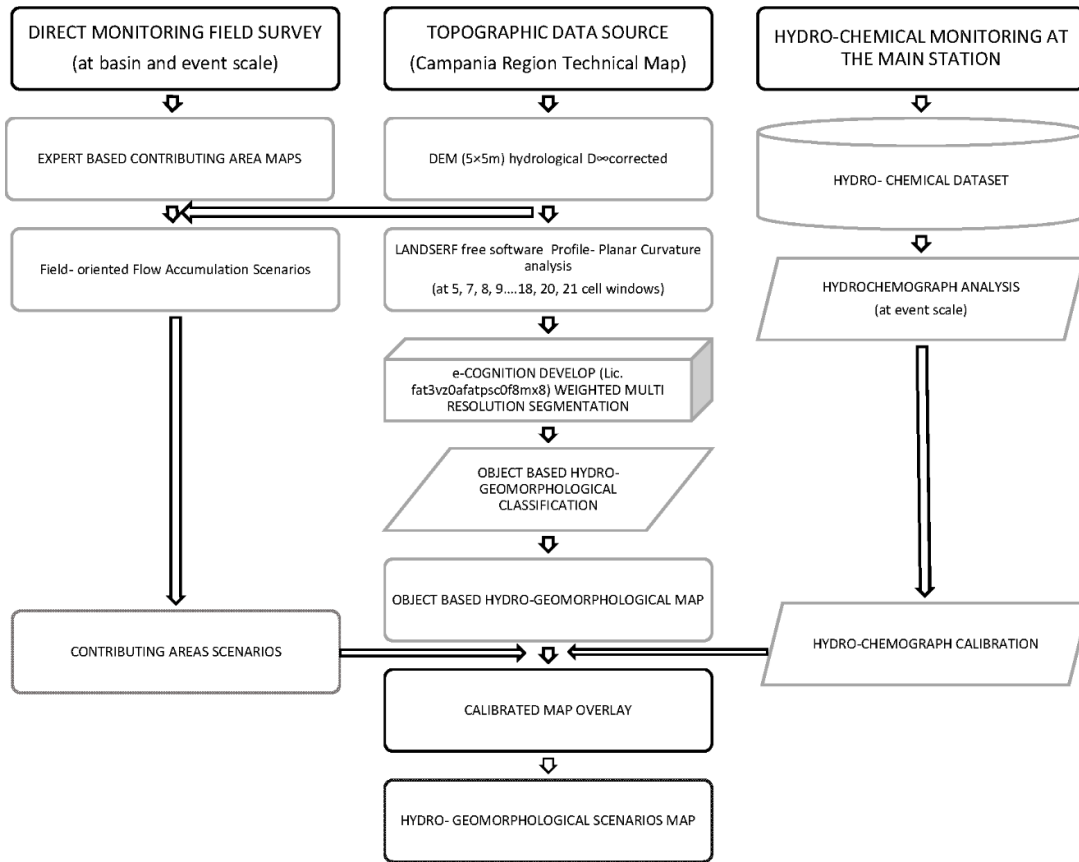 DIRECT MONITORING FIELD SURVEY
(at basin and event scale)
TOPOGRAPHIC DATA SOURCE
(Campania Region Technical Map)
HYDRO-CHEMICAL MONITORING AT
THE MAIN STATION
EXPERT BASED CONTRIBUTING AREA MAPS
DEM (5×5m) hydrological D∞corrected
HYDRO- CHEMICAL DATASET
Field- oriented Flow Accumulation Scenarios
LANDSERF free software Profile- Planar Curvature
analysis
(at 5, 7, 8, 9....18, 20, 21 cell windows)
HYDROCHEMOGRAPH ANALYSIS
(at event scale)
e-COGNITION DEVELOP (Lic.
fat3vz0afatpsc0f8mx8) WEIGHTED MULTI
RESOLUTION SEGMENTATION
OBJECT BASED HYDRO-
GEOMORPHOLOGICAL
CLASSIFICATION
OBJECT BASED HYDRO-GEOMORPHOLOGICAL MAP
CONTRIBUTING AREAS SCENARIOS
HYDRO-CHEMOGRAPH CALIBRATION
CALIBRATED MAP OVERLAY
HYDRO- GEOMORPHOLOGICAL SCENARIOS MAP